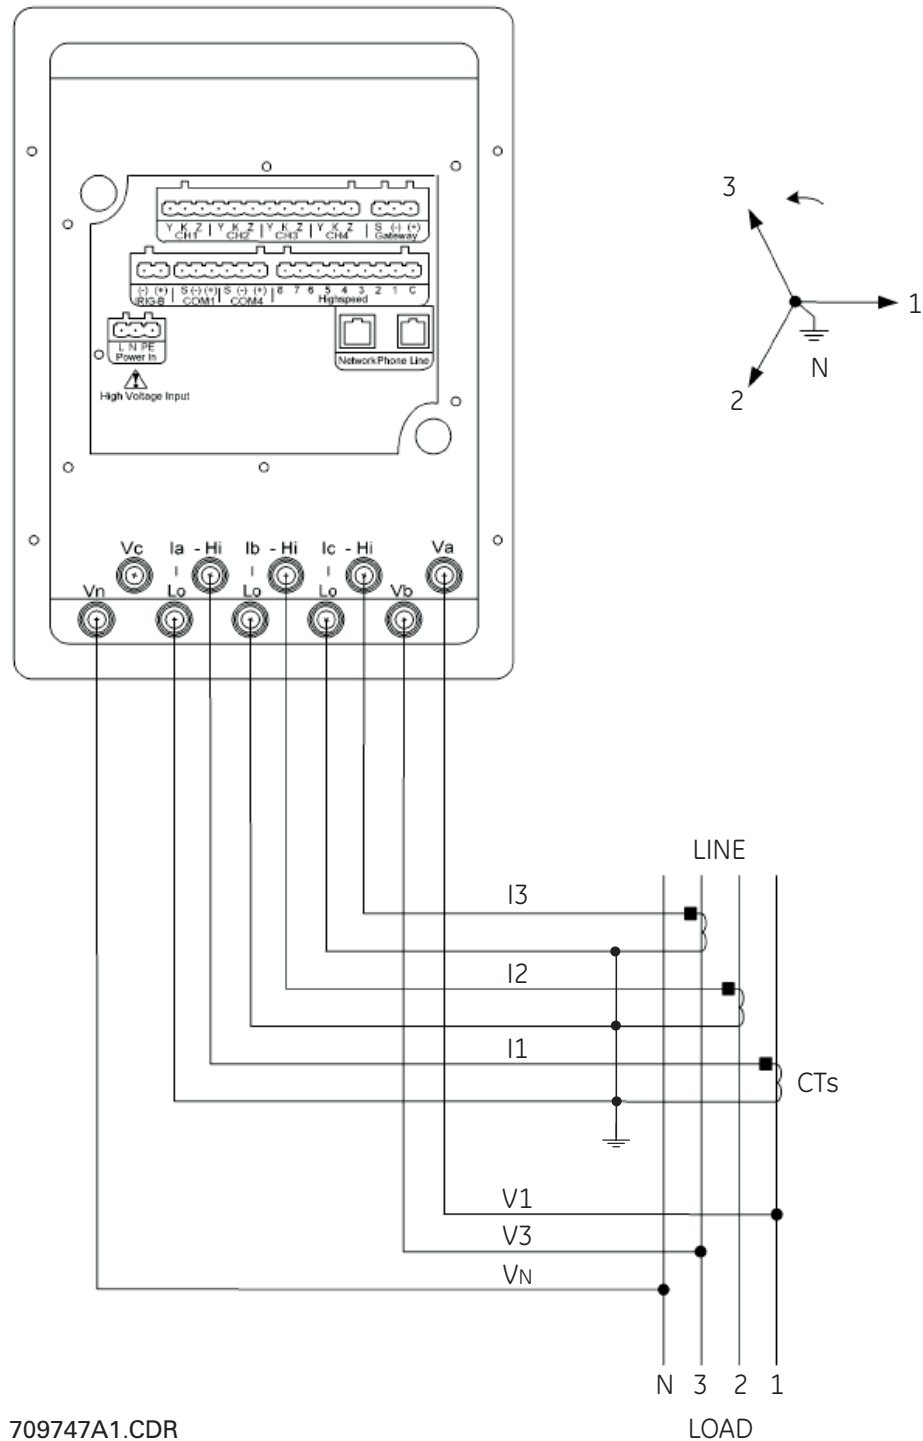 Y K Z | Y K Z | Y K Z | Y K Z | S (-) (+)
CH1 CH2 CH3 CH4 Gateway
(-) (+) | S (-) (+) | S (-) (+) | 8 7 6 5 4 3 2 1 C
IRIG-B COM1 COM4 Highspeed
L N PE
Power In
Network Phone Line
High Voltage Input
3
1
N
2
Vc Ia - Hi Ib - Hi Ic - Hi Va
Vn Lo Lo Lo Vb
LINE
I3
I2
I1
CTs
V1
V3
VN
N 3 2 1
LOAD
709747A1.CDR